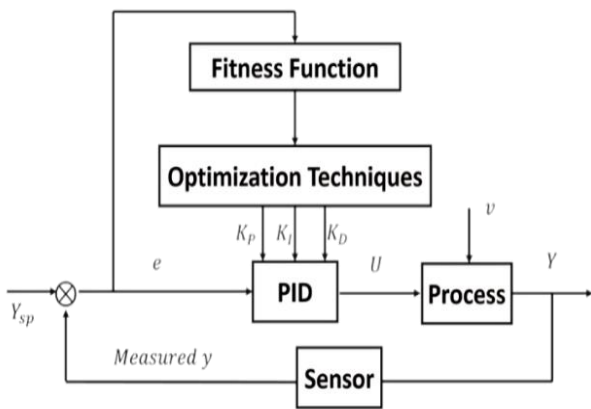 Fitness Function
Optimization Techniques
K_P K_I K_D
υ
e
U
Y
PID
Process
Y_sp
Measured y
Sensor